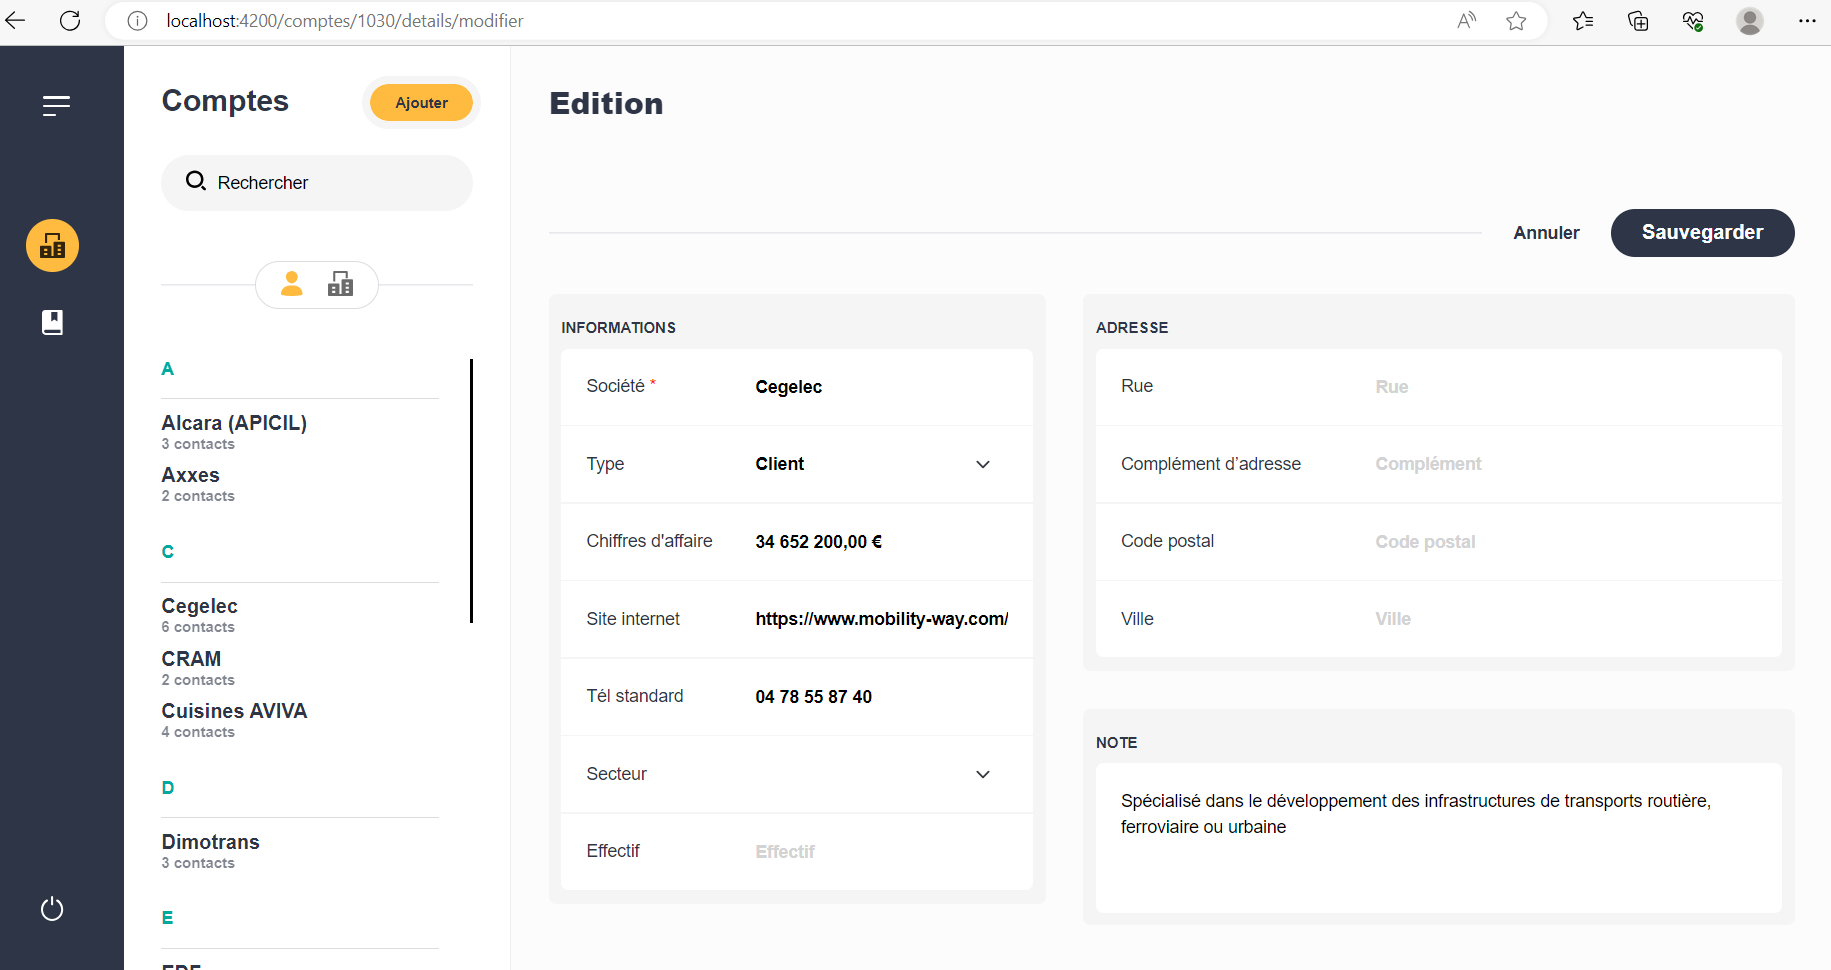 localhost:4200/comptes/1030/details/modifier
Comptes
Ajouter
Rechercher
A
Alcara (APICIL)
3 contacts
Axxes
2 contacts
C
Cegelec
6 contacts
CRAM
2 contacts
Cuisines AVIVA
4 contacts
D
Dimotrans
3 contacts
E
Edition
Annuler
Sauvegarder
INFORMATIONS
Société *
Cegelec
Type
Client
Chiffres d'affaire
34 652 200,00 €
Site internet
https://www.mobility-way.com/
Tél standard
04 78 55 87 40
Secteur
Effectif
Effectif
ADRESSE
Rue
Rue
Complément d’adresse
Complément
Code postal
Code postal
Ville
Ville
NOTE
Spécialisé dans le développement des infrastructures de transports routière,
ferroviaire ou urbaine